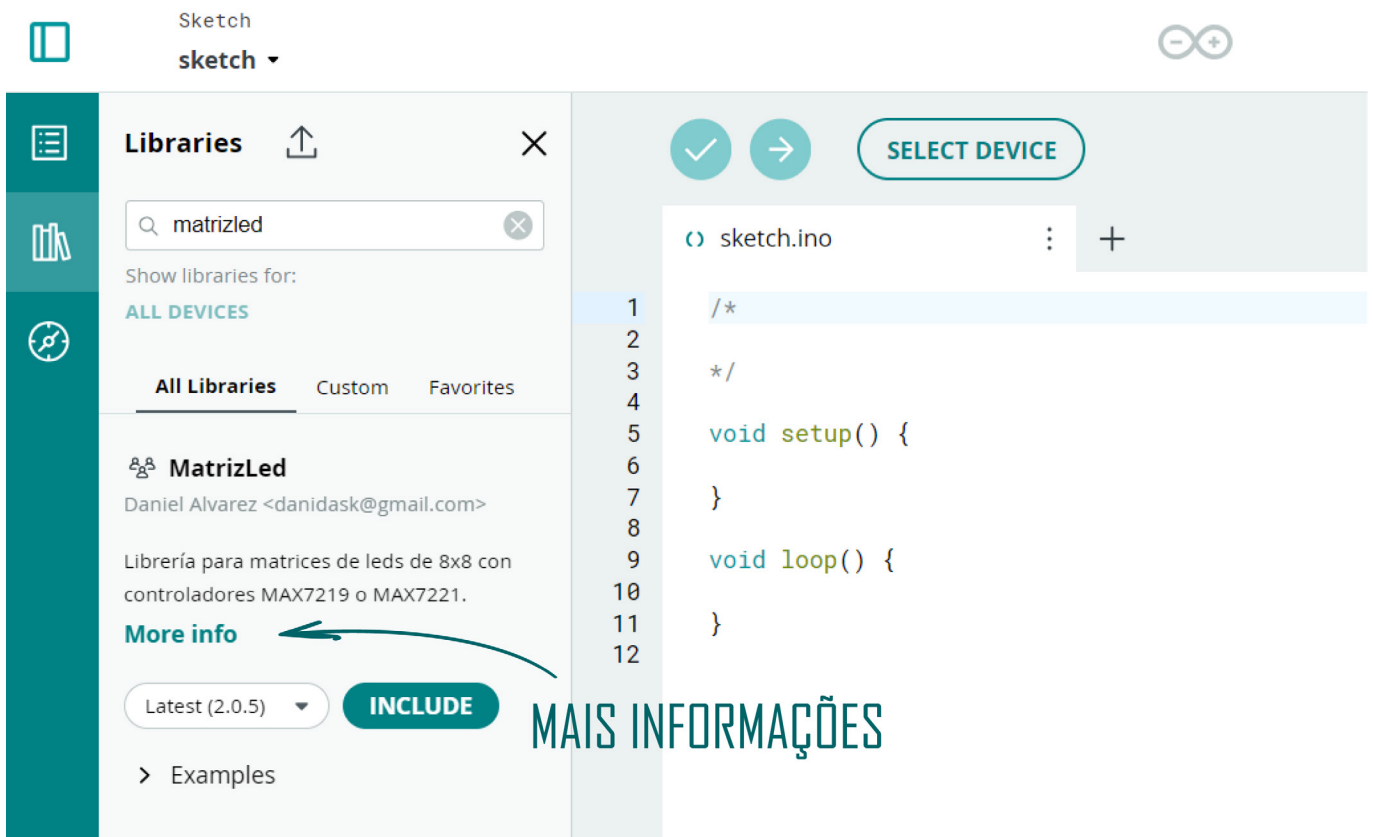 Sketch
sketch
Libraries
SELECT DEVICE
matrizled
sketch.ino
Show libraries for:
ALL DEVICES
All Libraries Custom Favorites
MatrizLed
Daniel Alvarez <danidask@gmail.com>
Librería para matrices de leds de 8x8 con
controladores MAX7219 o MAX7221.
More info
Latest (2.0.5) INCLUDE
Examples
MAIS INFORMAÇÕES
1 /*
2
3 */
4
5 void setup() {
6
7 }
8
9 void loop() {
10
11 }
12